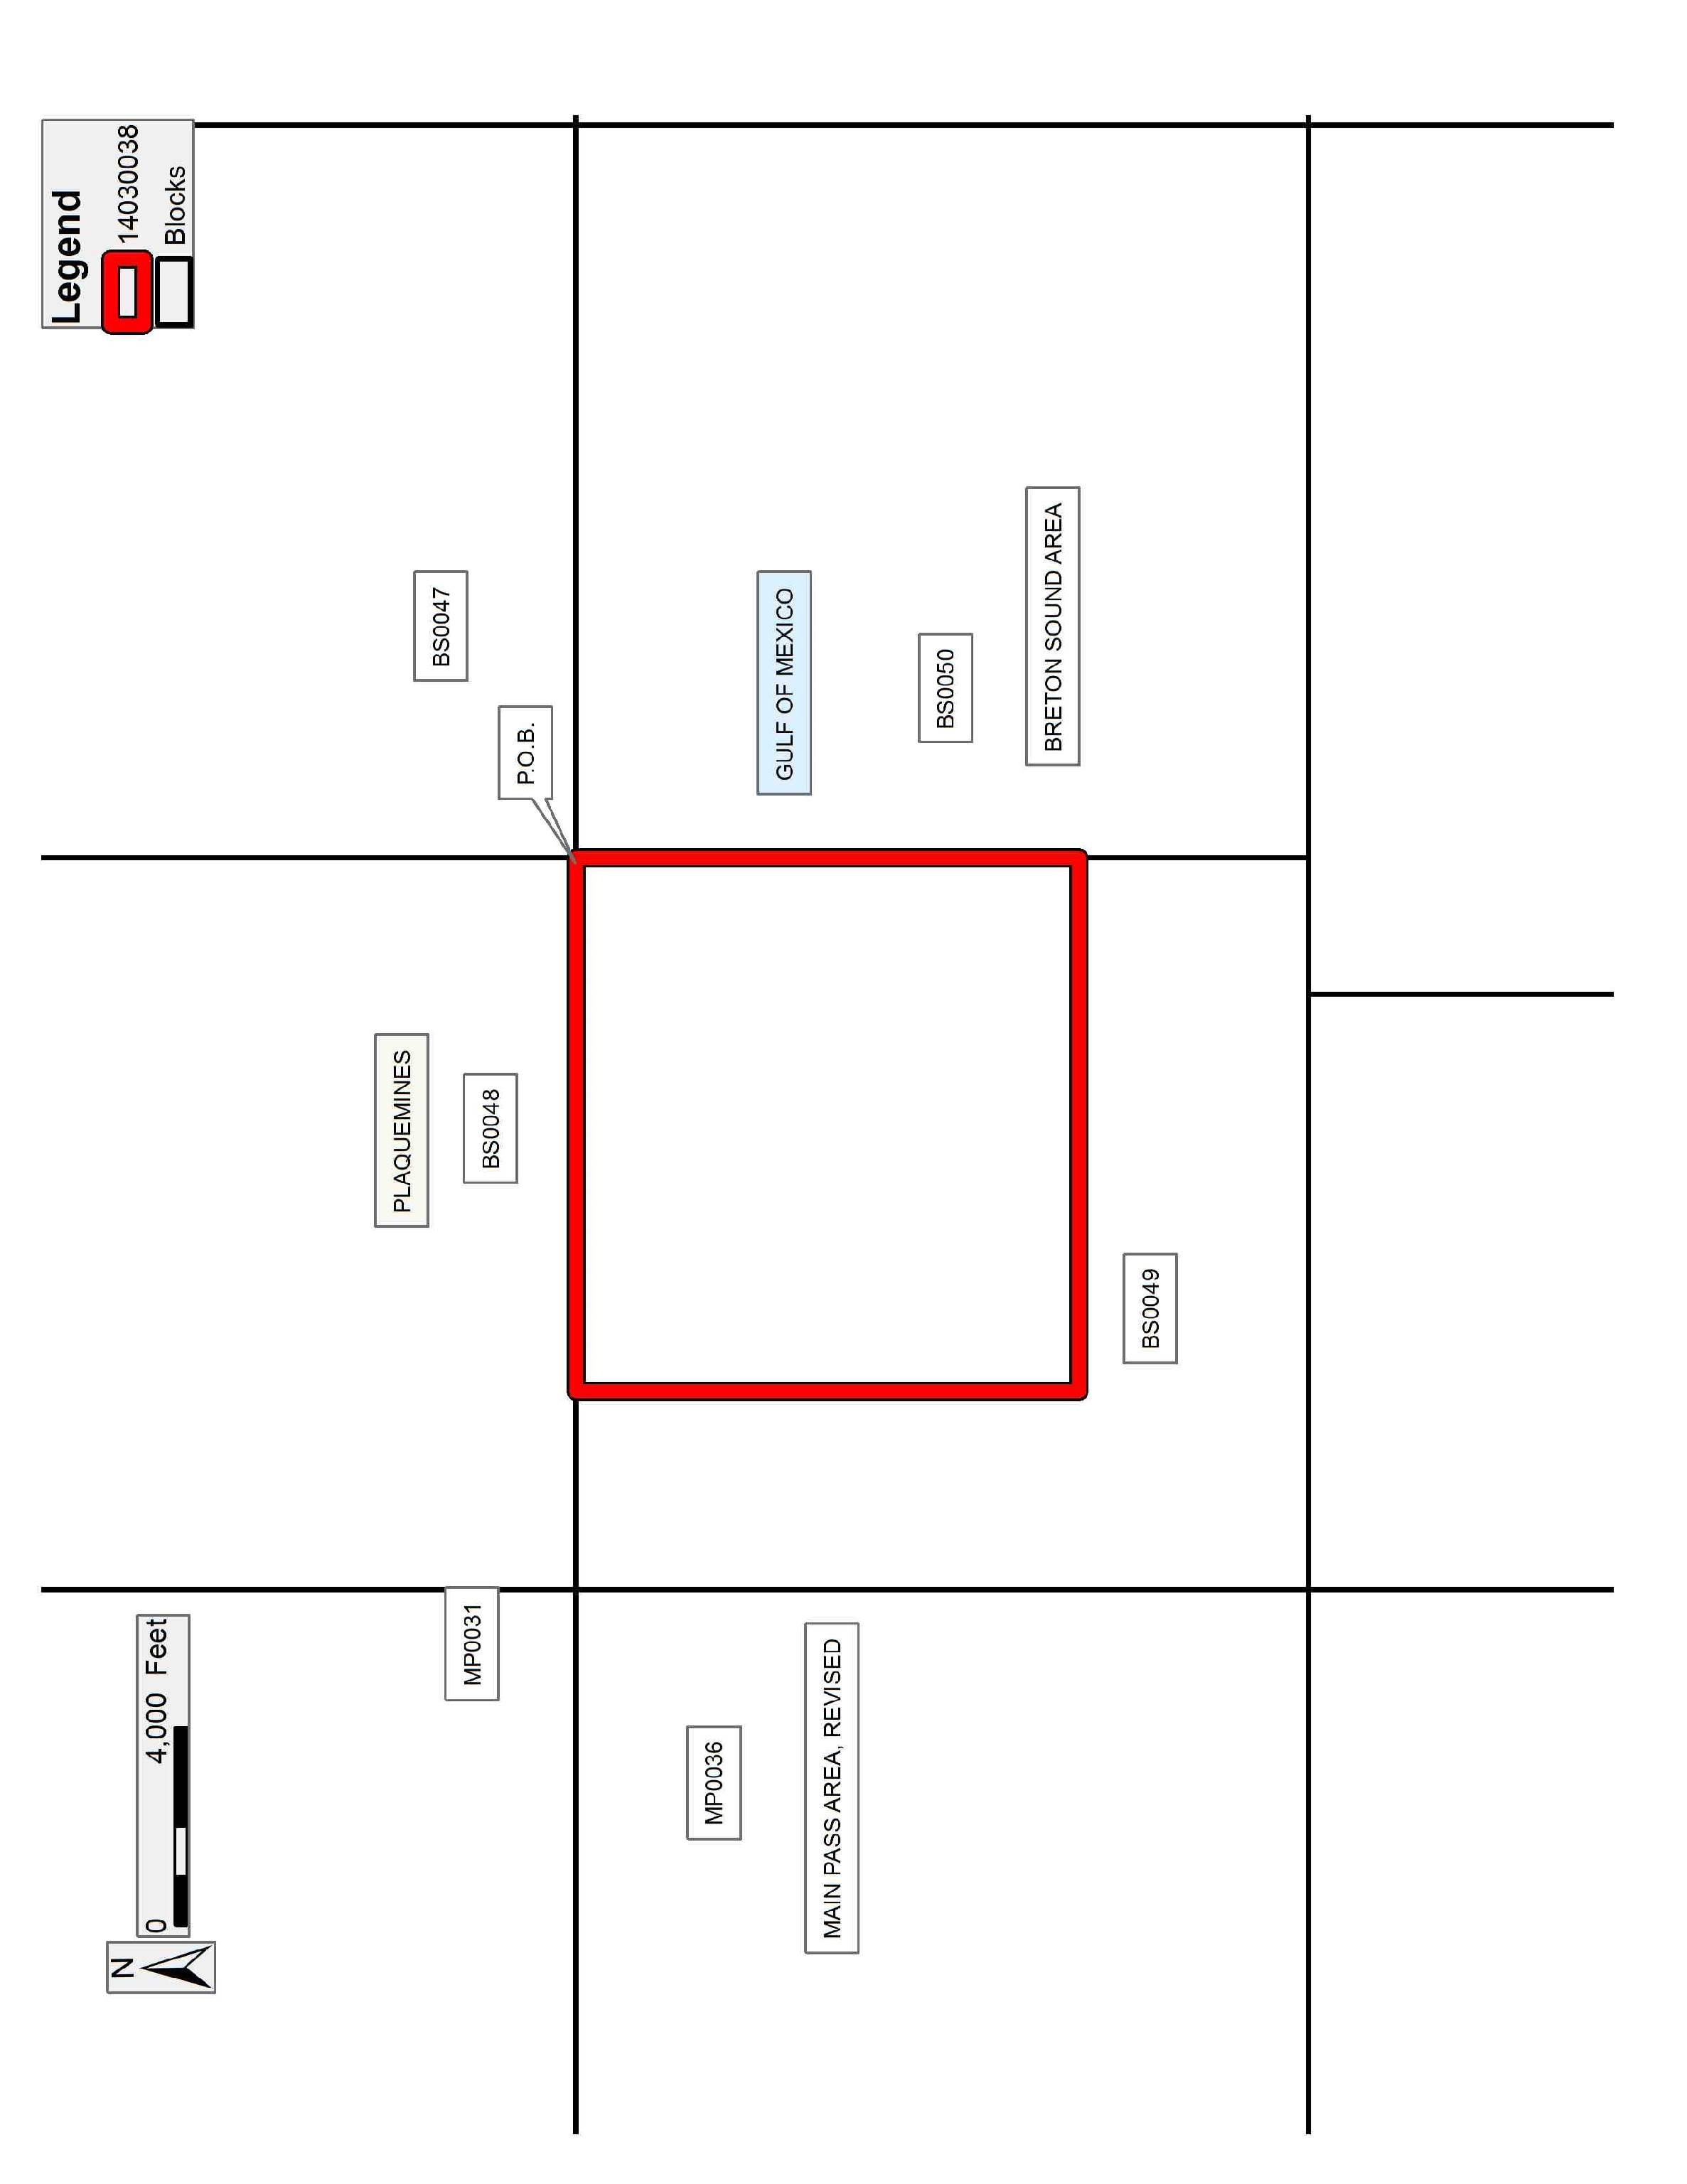 N
0 4,000 Feet
Legend
14030038
Blocks
PLAQUEMINES
BS0047
MP0031
BS0048
P.O.B.
MP0036
GULF OF MEXICO
MAIN PASS AREA, REVISED
BS0050
BRETON SOUND AREA
BS0049